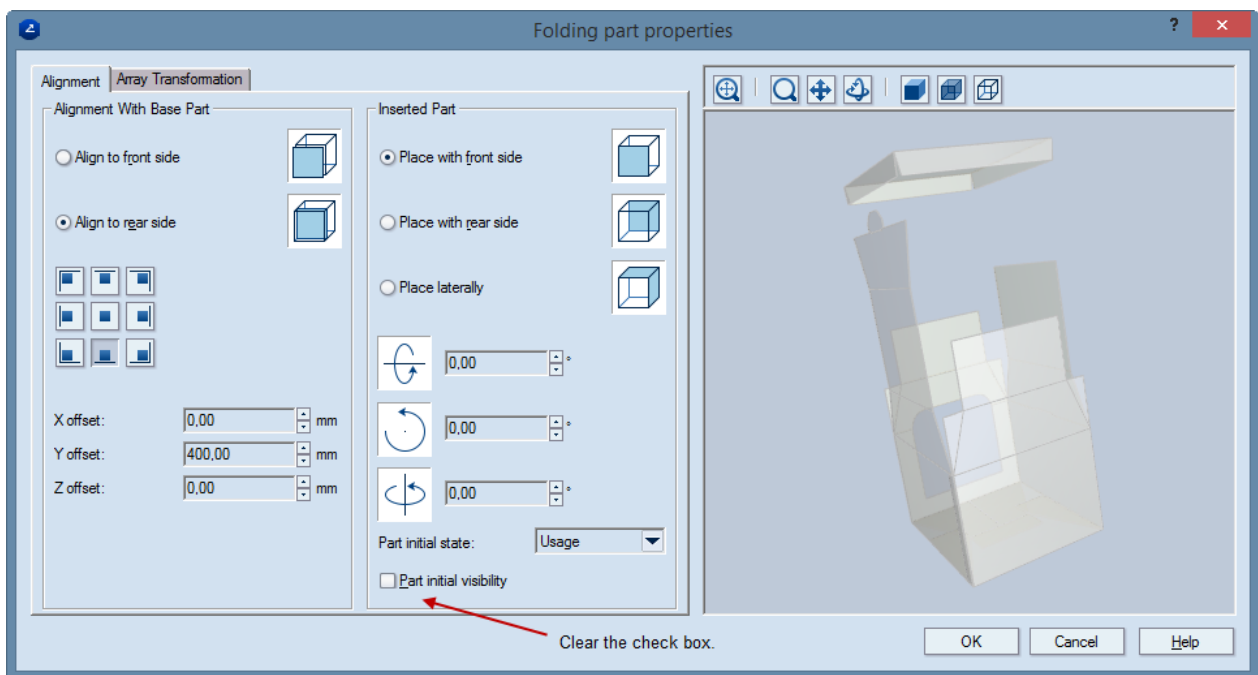 Folding part properties
?
Alignment
Array Transformation
Alignment With Base Part
Align to front side
Align to rear side
X offset:
0,00
mm
Y offset:
400,00
mm
Z offset:
0,00
mm
Inserted Part
Place with front side
Place with rear side
Place laterally
0,00
°
0,00
°
0,00
°
Part initial state:
Usage
Part initial visibility
Clear the check box.
OK
Cancel
Help